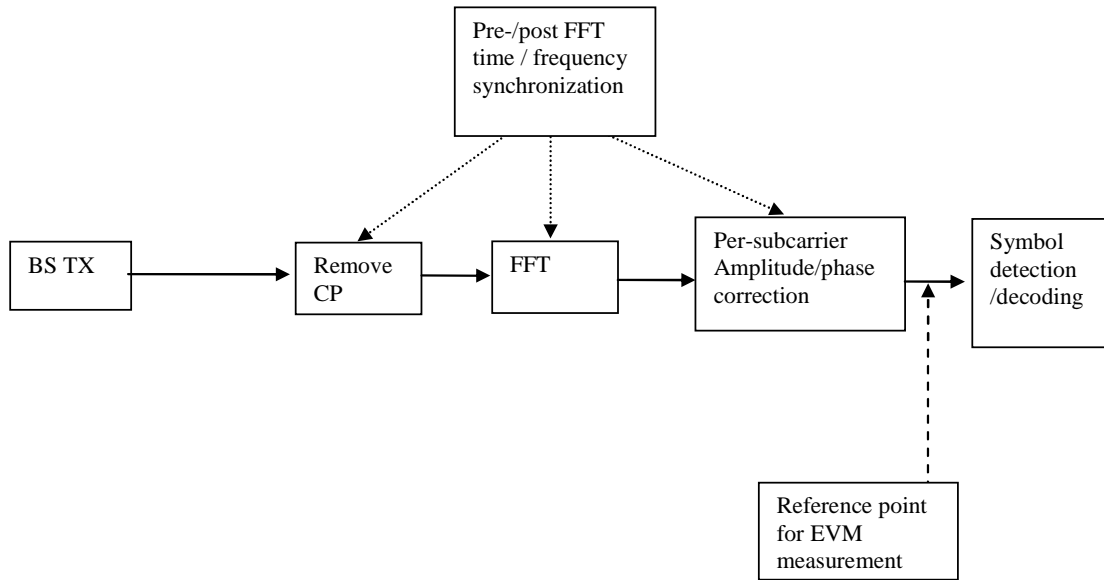 Pre-/post FFT
time / frequency
synchronization
BS TX
Remove
CP
FFT
Per-subcarrier
Amplitude/phase
correction
Symbol
detection
/decoding
Reference point
for EVM
measurement